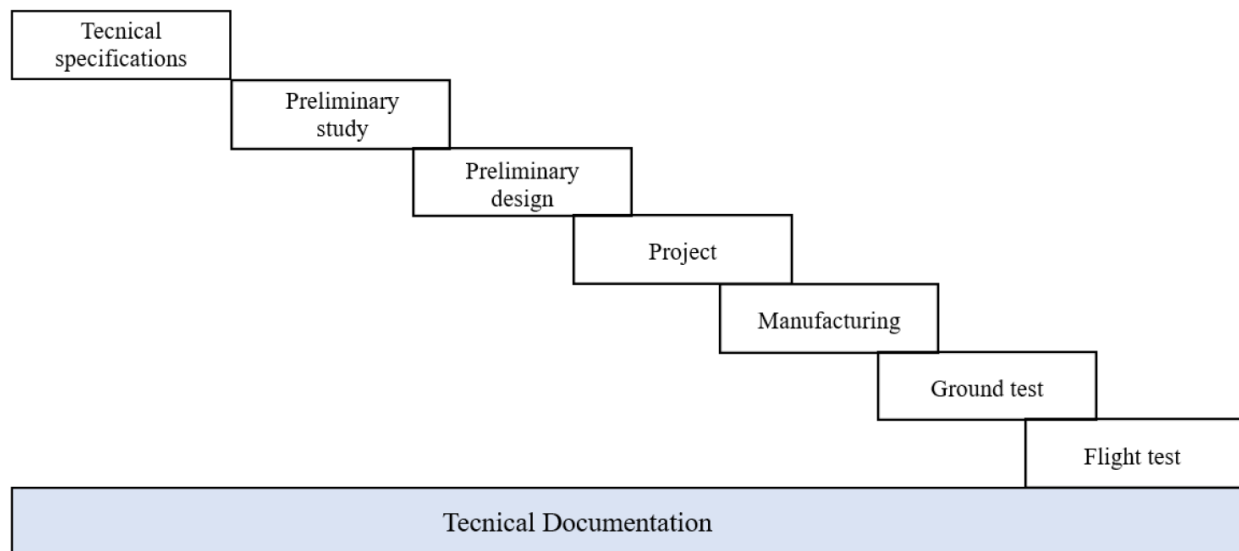 Tecnical
specifications
Preliminary
study
Preliminary
design
Project
Manufacturing
Ground test
Flight test
Tecnical Documentation